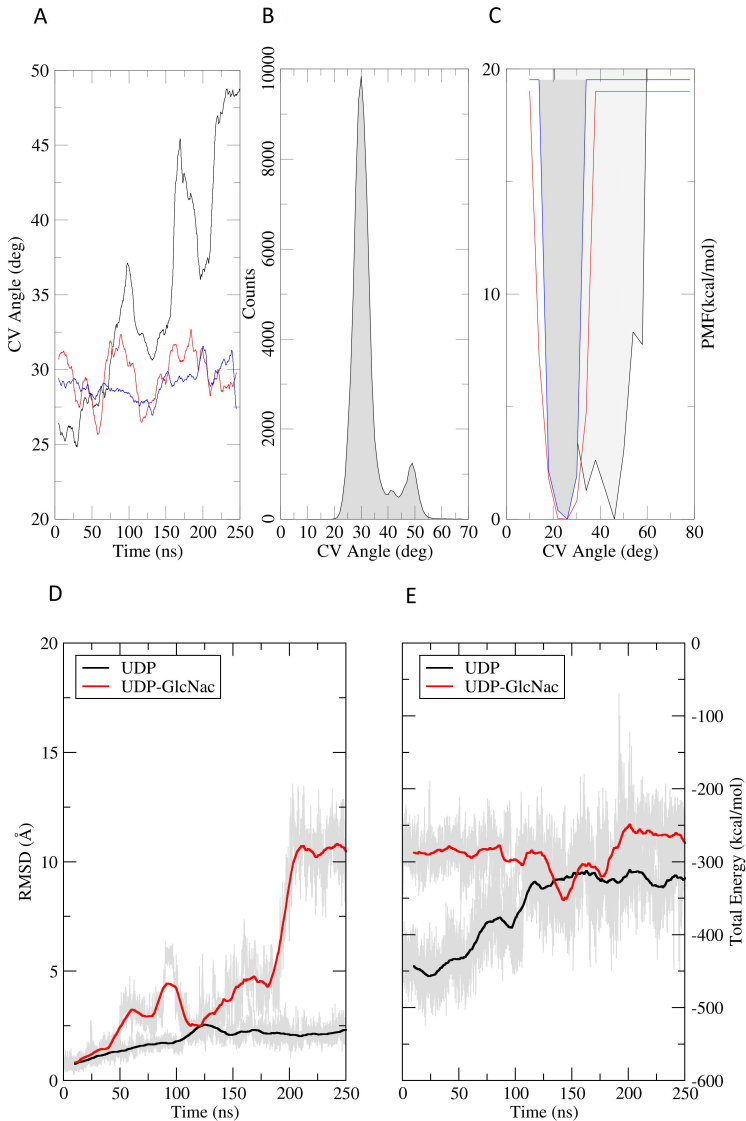 A B C
50
45
40
35
30
25
20
0 50 100 150 200 250
Time (ns)
CV Angle (deg)
10000
8000
6000
4000
2000
0
Counts
0 10 20 30 40 50 60 70
CV Angle (deg)
20
10
0
PMF(kcal/mol)
0 20 40 60 80
CV Angle (deg)
D E
20
15
10
5
0
RMSD (Å)
UDP
UDP-GlcNac
0 50 100 150 200 250
Time (ns)
UDP
UDP-GlcNac
0
-100
-200
-300
-400
-500
-600
Total Energy (kcal/mol)
0 50 100 150 200 250
Time (ns)